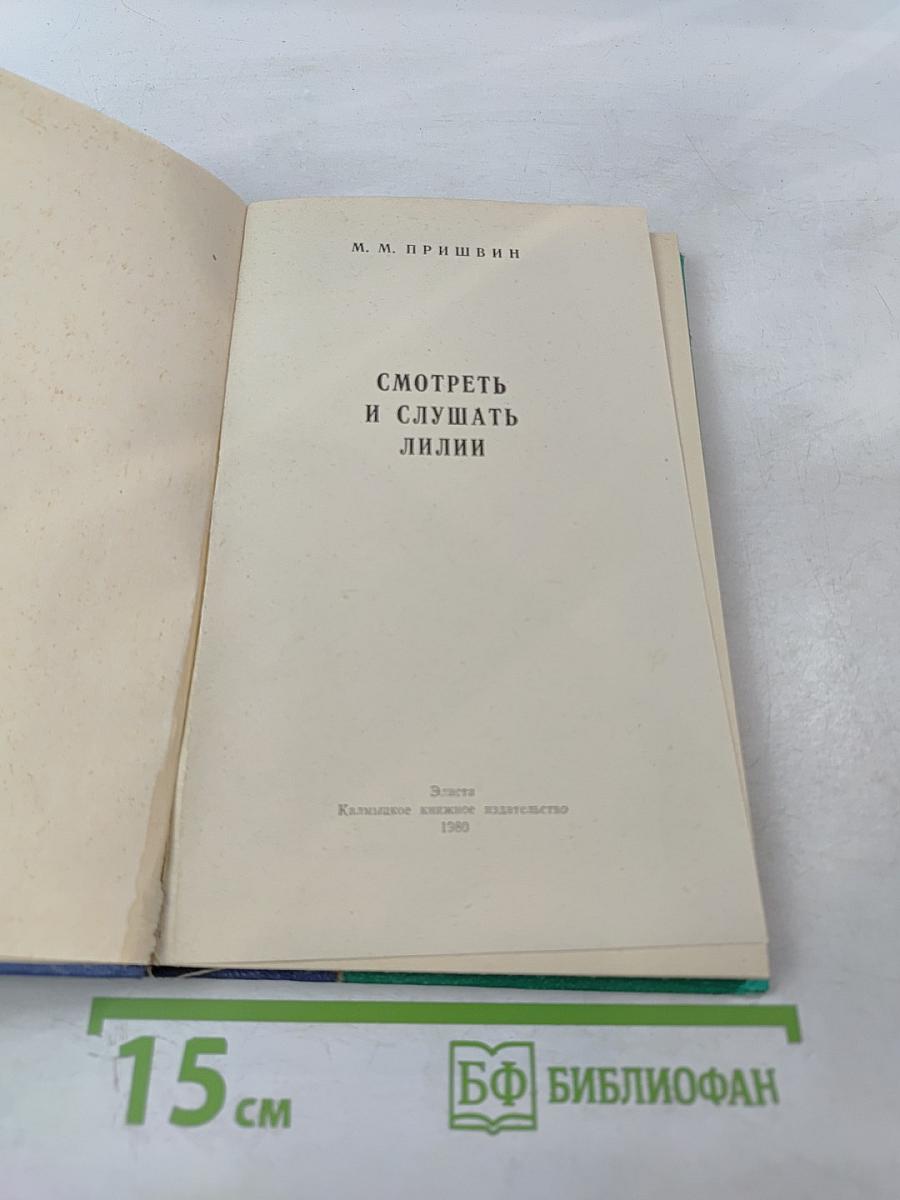 М. М. ПРИШВИН
СМОТРЕТЬ
И СЛУШАТЬ
ЛИЛИИ
Элиста
Калмыцкое книжное издательство
1980
15 см
БФ БИБЛИОФАН